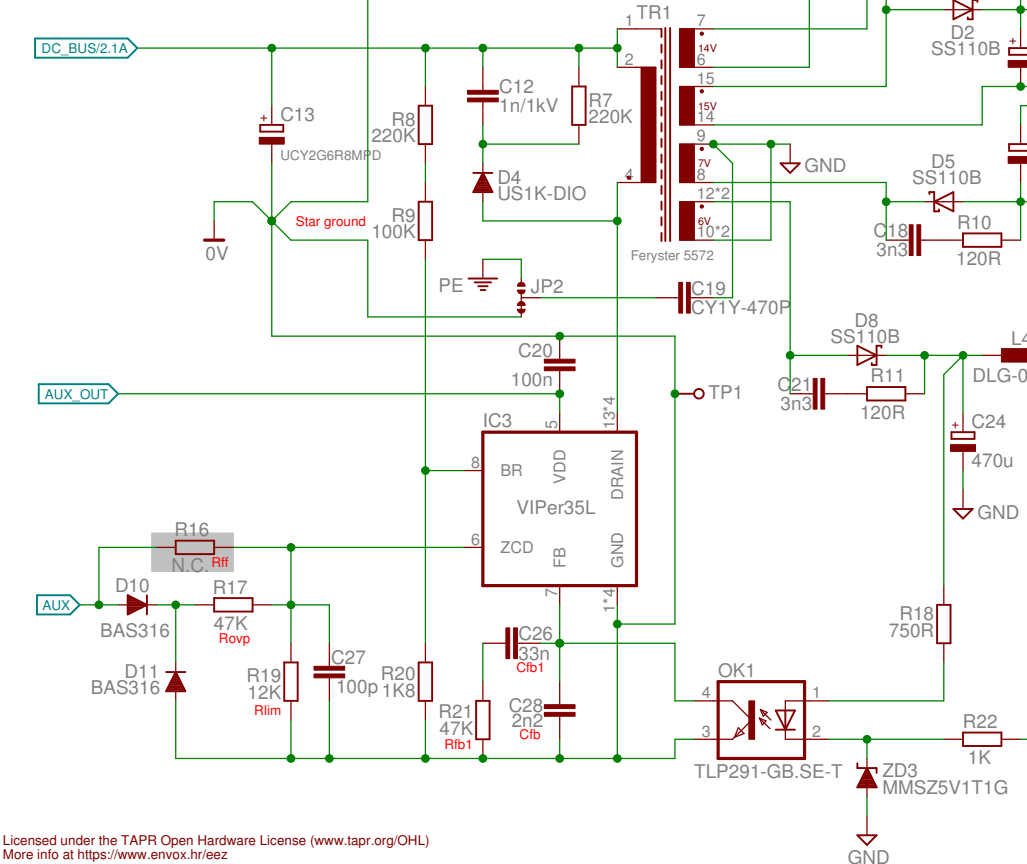 TR1
DC_BUS/2.1A
1
2
4
7
14V
6
15
15V
14
9
7V
8
12*2
6V
10*2
Feryster 5572
D2
SS110B
+
+
C13
UCY2G6R8MPD
R8
220K
C12
1n/1kV
R7
220K
D4
US1K-DIO
R9
100K
GND
D5
SS110B
C18
3n3
R10
120R
Star ground
0V
PE
JP2
C19
CY1Y-470P
D8
SS110B
C21
3n3
R11
120R
L4
DLG-0
C20
100n
AUX_OUT
TP1
+
C24
470u
GND
IC3
5
13*4
8
BR
VDD
DRAIN
VIPer35L
6
ZCD
FB
GND
7
1*4
R16
N.C.
Rff
AUX
D10
BAS316
R17
47K
Rovp
D11
BAS316
R19
12K
Rlim
C27
100p
R20
1K8
C26
33n
Cfb1
R21
47K
Rfb1
C28
2n2
Cfb
R18
750R
OK1
4
1
3
2
TLP291-GB.SE-T
R22
1K
ZD3
MMSZ5V1T1G
GND
Licensed under the TAPR Open Hardware License (www.tapr.org/OHL)
More info at https://www.envox.hr/eez